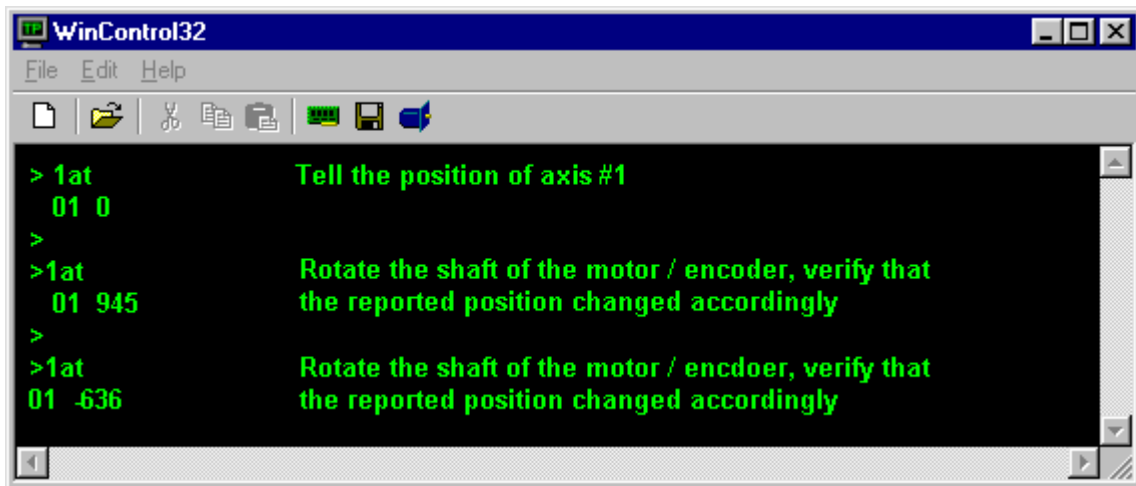 TP WinControl32
File Edit Help
> 1at Tell the position of axis #1
01 0
>
>1at Rotate the shaft of the motor / encoder, verify that
01 945 the reported position changed accordingly
>
>1at Rotate the shaft of the motor / encdoer, verify that
01 -636 the reported position changed accordingly